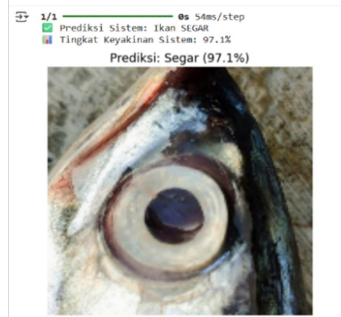 1/1 ━━━━━━━━━━━━━━━━━━━━ 0s 54ms/step
✅ Prediksi Sistem: Ikan SEGAR
📊 Tingkat Keyakinan Sistem: 97.1%
Prediksi: Segar (97.1%)